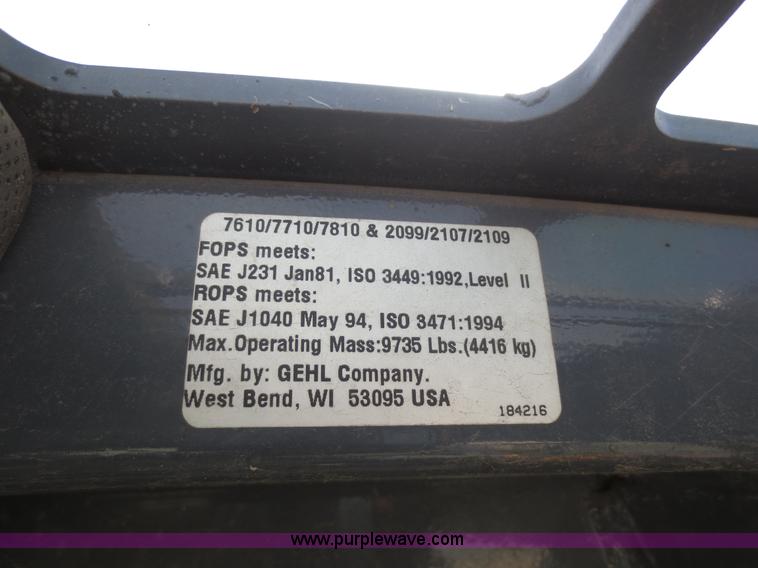 7610/7710/7810 & 2099/2107/2109
FOPS meets:
SAE J231 Jan81, ISO 3449:1992,Level II
ROPS meets:
SAE J1040 May 94, ISO 3471:1994
Max.Operating Mass:9735 Lbs.(4416 kg)
Mfg. by: GEHL Company.
West Bend, WI 53095 USA
184216
www.purplewave.com